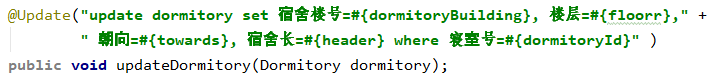 @Update("update dormitory set 宿舍楼号=#{dormitoryBuilding}, 楼层=#{floorr}," +
" 朝向=#{towards}, 宿舍长=#{header} where 寝室号=#{dormitoryId}" )
public void updateDormitory(Dormitory dormitory);